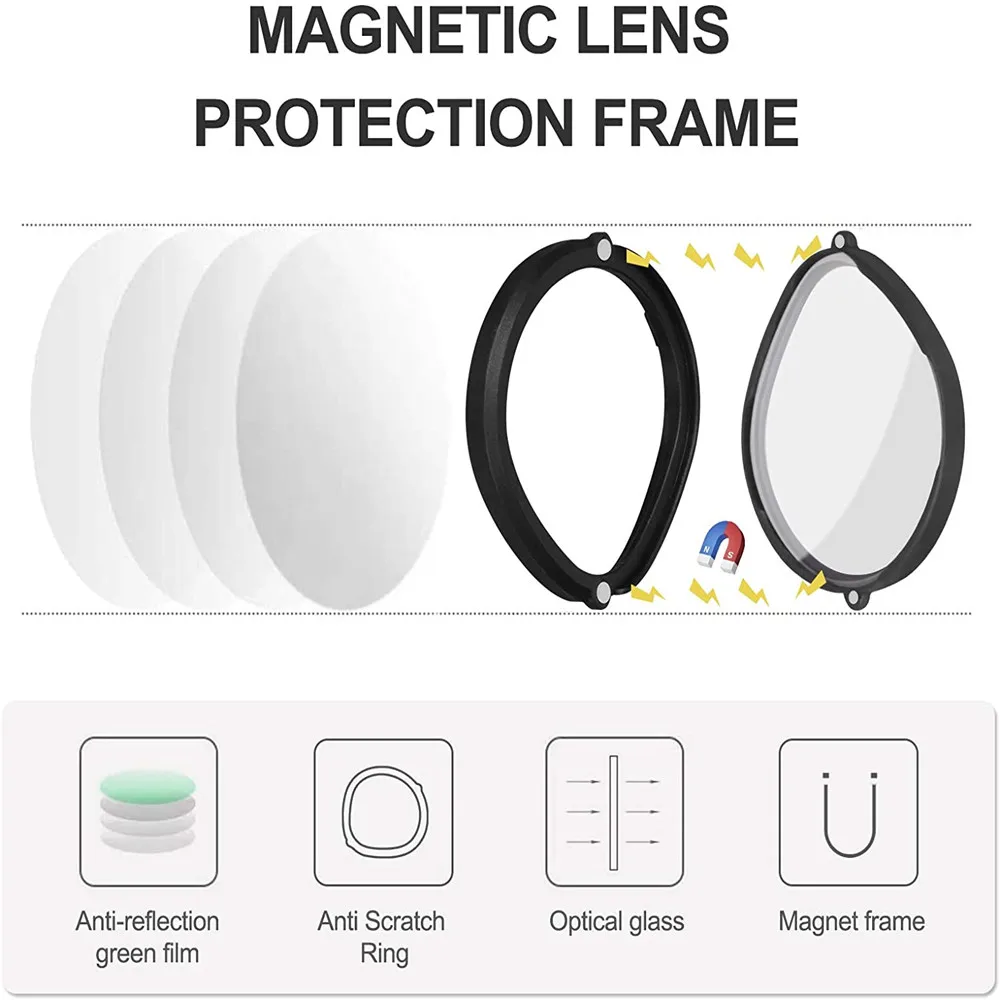 MAGNETIC LENS
PROTECTION FRAME
N S
Anti-reflection
green film
Anti Scratch
Ring
Optical glass
Magnet frame